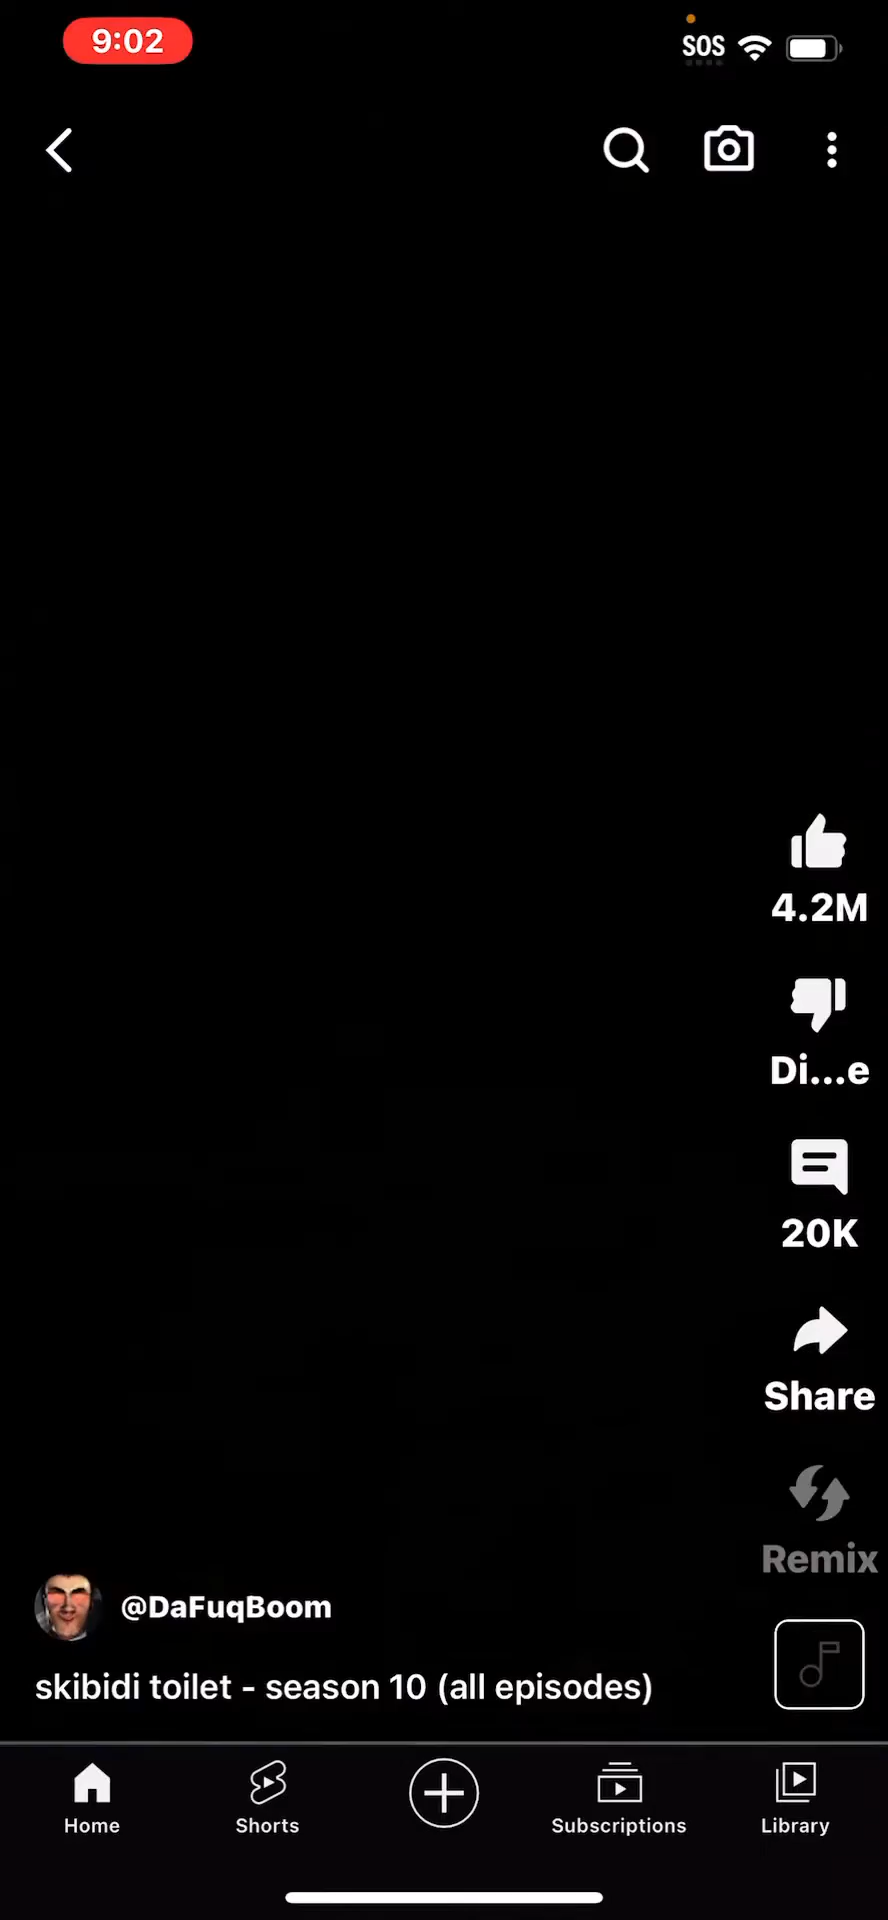 9:02
SOS
4.2M
Di...e
20K
Share
Remix
@DaFuqBoom
skibidi toilet - season 10 (all episodes)
Home
Shorts
Subscriptions
Library